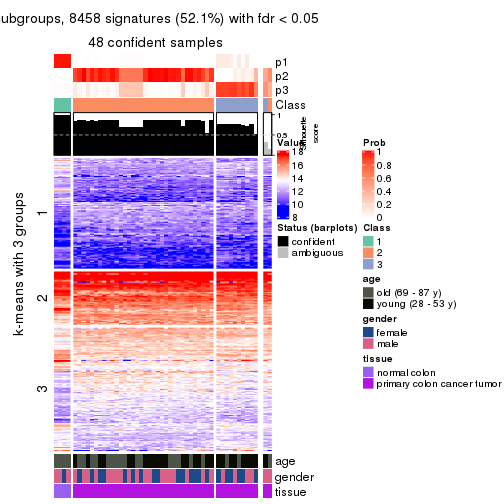 ubgroups, 8458 signatures (52.1%) with fdr < 0.05
48 confident samples
p1
p2
p3
Class
1
0.5
silhouette
score
k-means with 3 groups
1
2
3
Value
18
16
14
12
10
8
Status (barplots)
confident
ambiguous
Prob
1
0.8
0.6
0.4
0.2
0
Class
1
2
3
age
old (69 - 87 y)
young (28 - 53 y)
gender
female
male
tissue
normal colon
primary colon cancer tumor
age
gender
tissue